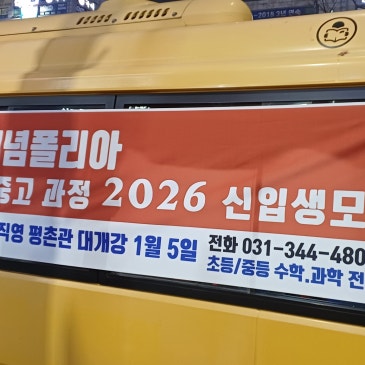 념폴리아
중고 과정 2026 신입생모
직영 평촌관 대개강 1월 5일
전화 031-344-480
초등/중등 수학.과학 전